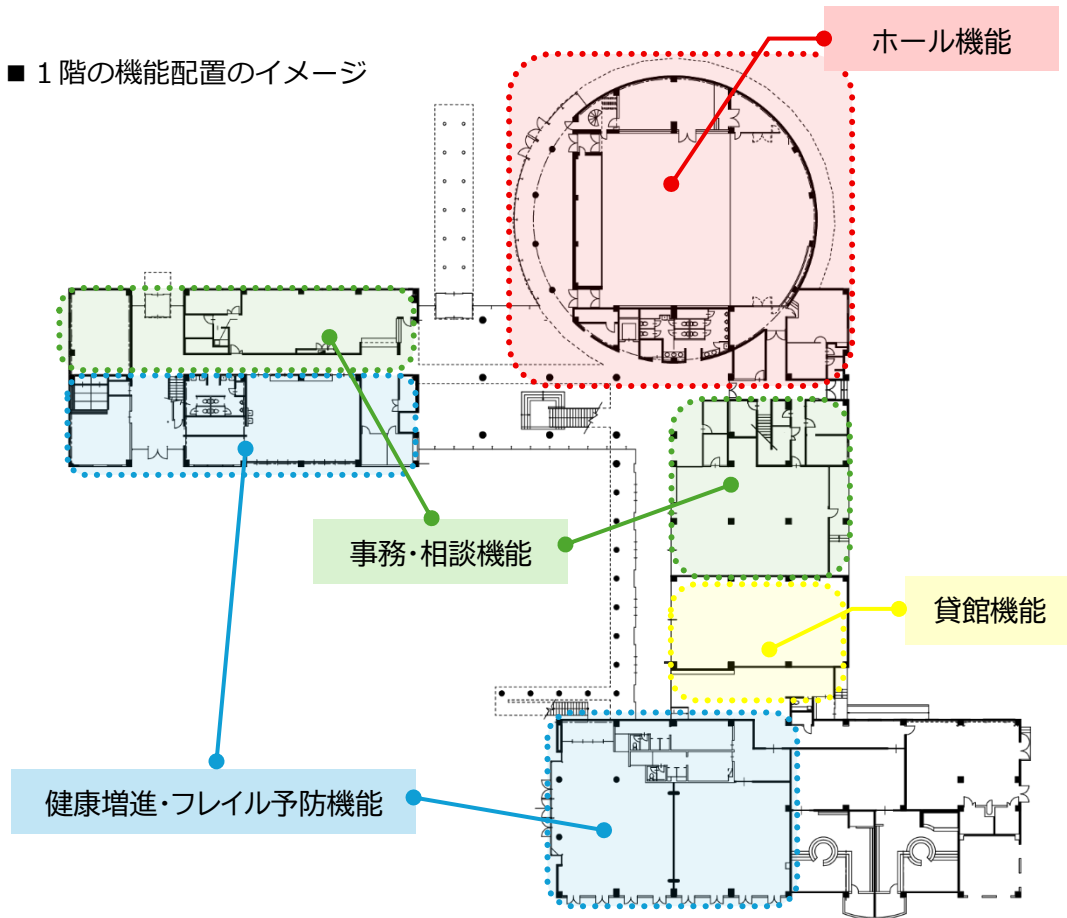 ホール機能
■１階の機能配置のイメージ
事務・相談機能
貸館機能
健康増進・フレイル予防機能